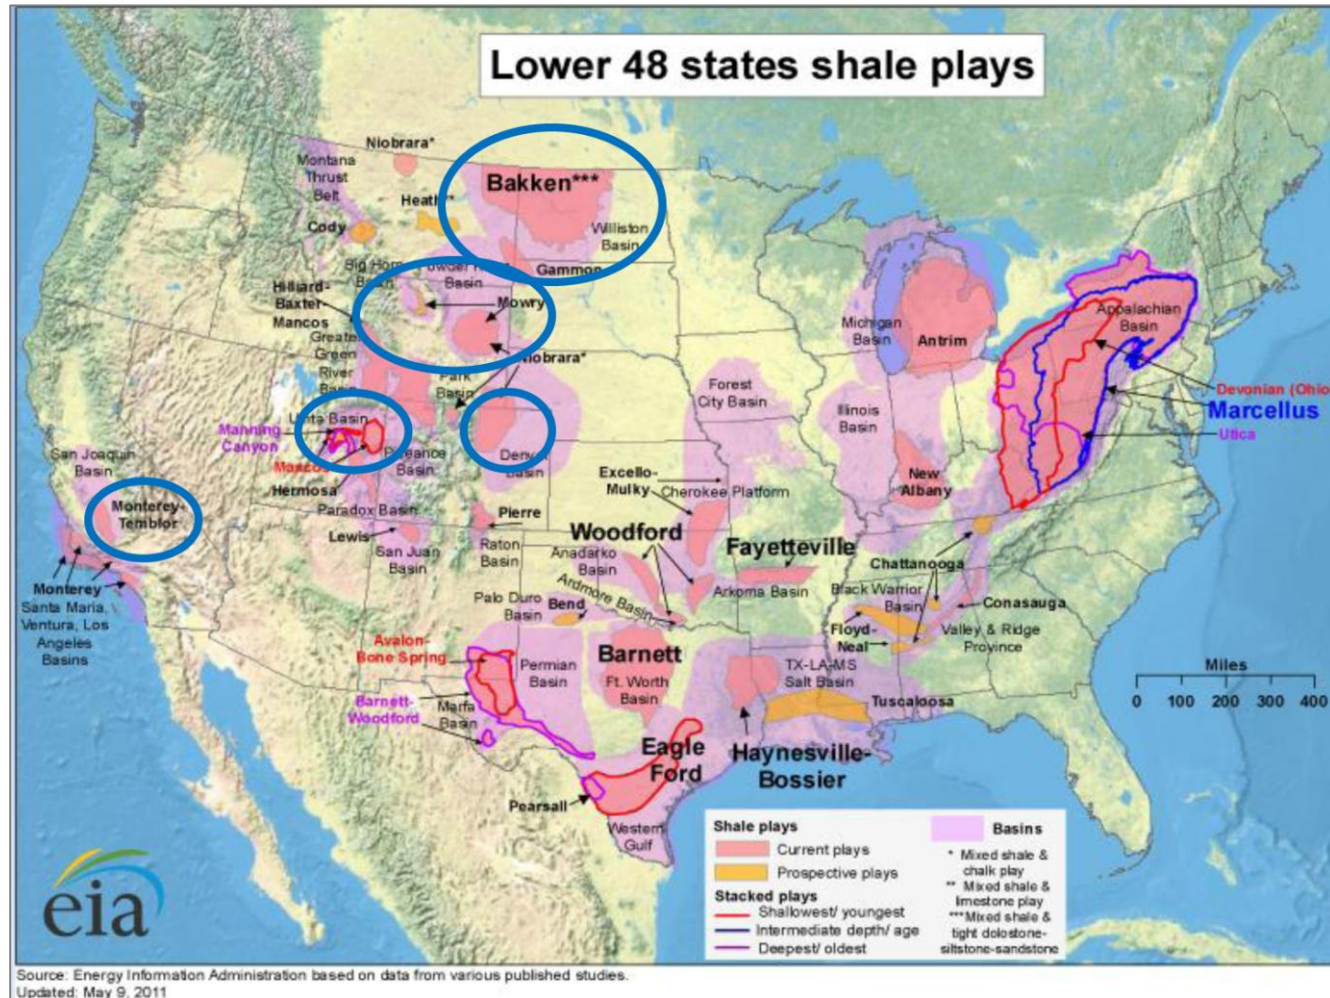 Lower 48 states shale plays
Niobrara*
Montana
Thrust
Belt
Bakken***
Cody
Williston
Basin
Big Horn
Basin
Basin
Gammon
Hilliard-
Baxter-
Mancos
Mowry
Greater
Green
River
Niobrara*
Park
Basin
Michigan
Basin
Antrim
Appalachian
Basin
Devonian (Ohio
Marcellus
Utica
Forest
City Basin
Illinois
Basin
New
Albany
Manning
Canyon
Basin
Mancos
Basin
Hermosa
Paradox Basin
Basin
San Joaquin
Basin
Monterey-
Temblor
Lewis
San Juan
Basin
Pierre
Raton
Basin
Excello-
Mulky
Cherokee Platform
Woodford
Anadarko
Basin
Ardmore Basin
Fayetteville
Arkoma Basin
Chattanooga
Black Warrior
Basin
Conasauga
Floyd-
Neal
Valley & Ridge
Province
Monterey
Santa Maria,
Ventura, Los
Angeles
Basins
Palo Duro
Basin
Bend
Avalon-
Bone Spring
Permian
Basin
Barnett
Ft. Worth
Basin
TX-LA-MS
Salt Basin
Tuscaloosa
Barnett-
Woodford
Marfa
Basin
Eagle
Ford
Haynesville-
Bossier
Pearsall
Western
Gulf
Miles
0 100 200 300 400
Shale plays
Current plays
Prospective plays
Stacked plays
Shallowest/ youngest
Intermediate depth/ age
Deepest/ oldest
Basins
* Mixed shale &
chalk play
** Mixed shale &
limestone play
***Mixed shale &
tight dolostone-
siltstone-sandstone
eia
Source: Energy Information Administration based on data from various published studies.
Updated: May 9, 2011